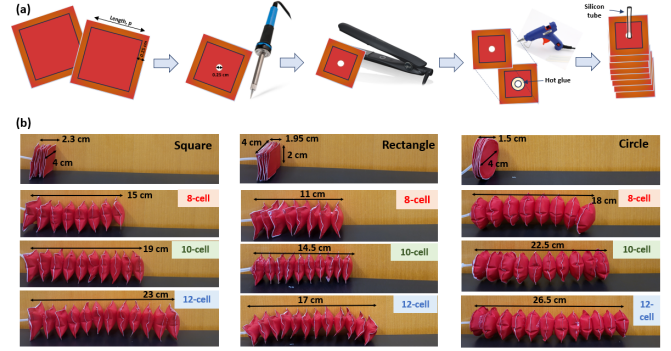 (a)
Length, p
0.25 cm
Hot glue
Silicon
tube
(b)
2.3 cm
4 cm
Square
15 cm
8-cell
19 cm
10-cell
23 cm
12-cell
4 cm
1.95 cm
2 cm
Rectangle
11 cm
8-cell
14.5 cm
10-cell
17 cm
12-cell
1.5 cm
4 cm
Circle
18 cm
8-cell
22.5 cm
10-cell
26.5 cm
12-
cell